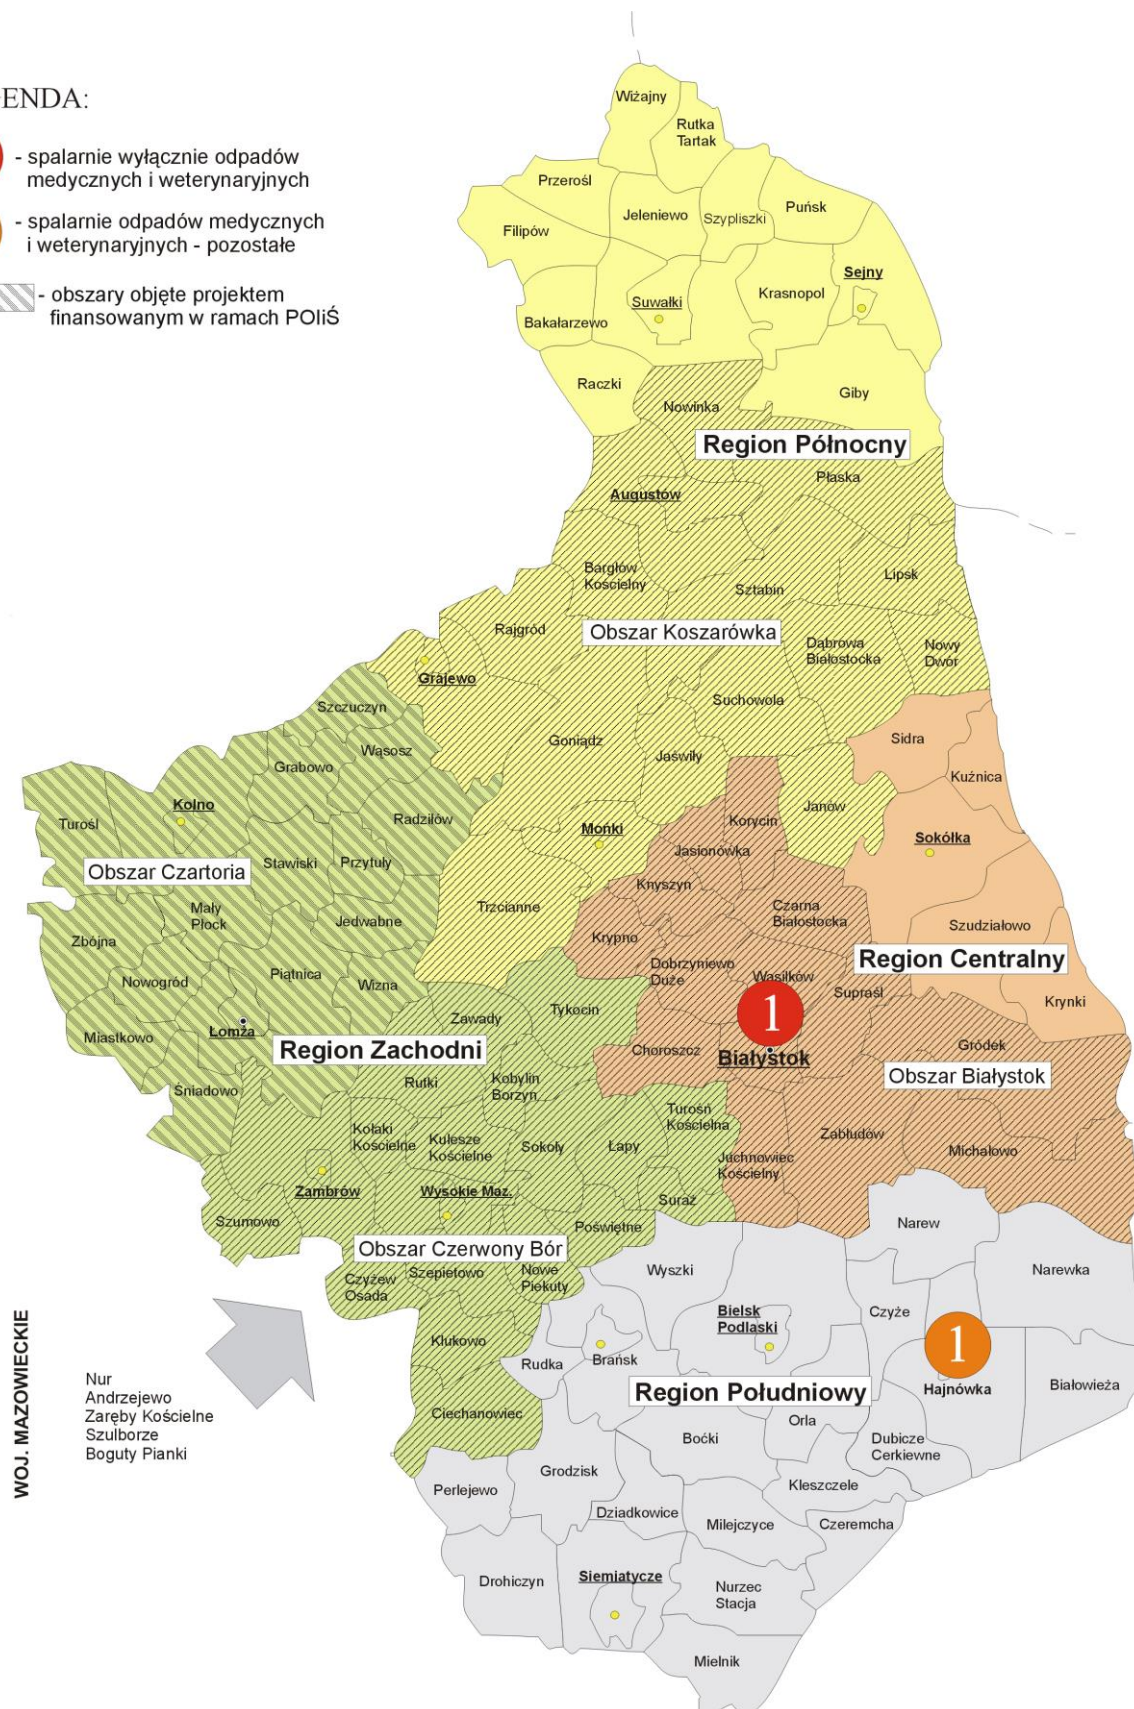 ENDA:
- spalarnie wyłącznie odpadów
medycznych i weterynaryjnych
- spalarnie odpadów medycznych
i weterynaryjnych - pozostałe
- obszary objęte projektem
finansowanym w ramach POIiŚ
Wiżajny
Rutka
Tartak
Przerośl
Jeleniewo
Szypliszki
Puńsk
Filipów
Sejny
Suwałki
Krasnopol
Bakałarzewo
Raczki
Giby
Nowinka
Region Północny
Płaska
Augustów
Bargłów
Kościelny
Sztabin
Lipsk
Rajgród
Obszar Koszarówka
Dąbrowa
Białostocka
Nowy
Dwór
Grajewo
Szczuczyn
Suchowola
Wąsosz
Goniądz
Jaświły
Sidra
Grabowo
Kuźnica
Kolno
Turośl
Radziłów
Mońki
Korycin
Janów
Sokółka
Obszar Czartoria
Stawiski
Przytuły
Jasionówka
Knyszyn
Mały
Płock
Jedwabne
Trzcianne
Czarna
Białostocka
Zbójna
Krypno
Szudziałowo
Region Centralny
Nowogród
Piątnica
Wizna
Dobrzyniewo
Duże
Wasilków
Supraśl
Krynki
Miastkowo
Łomża
Zawady
Tykocin
1
Region Zachodni
Choroszcz
Białystok
Gródek
Obszar Białystok
Śniadowo
Rutki
Kobylin
Borzyn
Turośń
Kościelna
Kołaki
Kościelne
Kulesze
Kościelne
Sokoły
Łapy
Zabłudów
Michałowo
Juchnowiec
Kościelny
Zambrów
Wysokie Maz.
Suraż
Szumowo
Poświętne
Narew
Obszar Czerwony Bór
Czyżew
Osada
Szepietowo
Nowe
Piekuty
Wyszki
Narewka
Klukowo
Bielsk
Podlaski
Czyże
1
Rudka
Brańsk
Hajnówka
Białowieża
Region Południowy
Ciechanowiec
Orla
Boćki
Dubicze
Cerkiewne
WOJ. MAZOWIECKIE
Nur
Andrzejewo
Zaręby Kościelne
Szulborze
Boguty Pianki
Perlejewo
Grodzisk
Kleszczele
Dziadkowice
Milejczyce
Czeremcha
Drohiczyn
Siemiatycze
Nurzec
Stacja
Mielnik